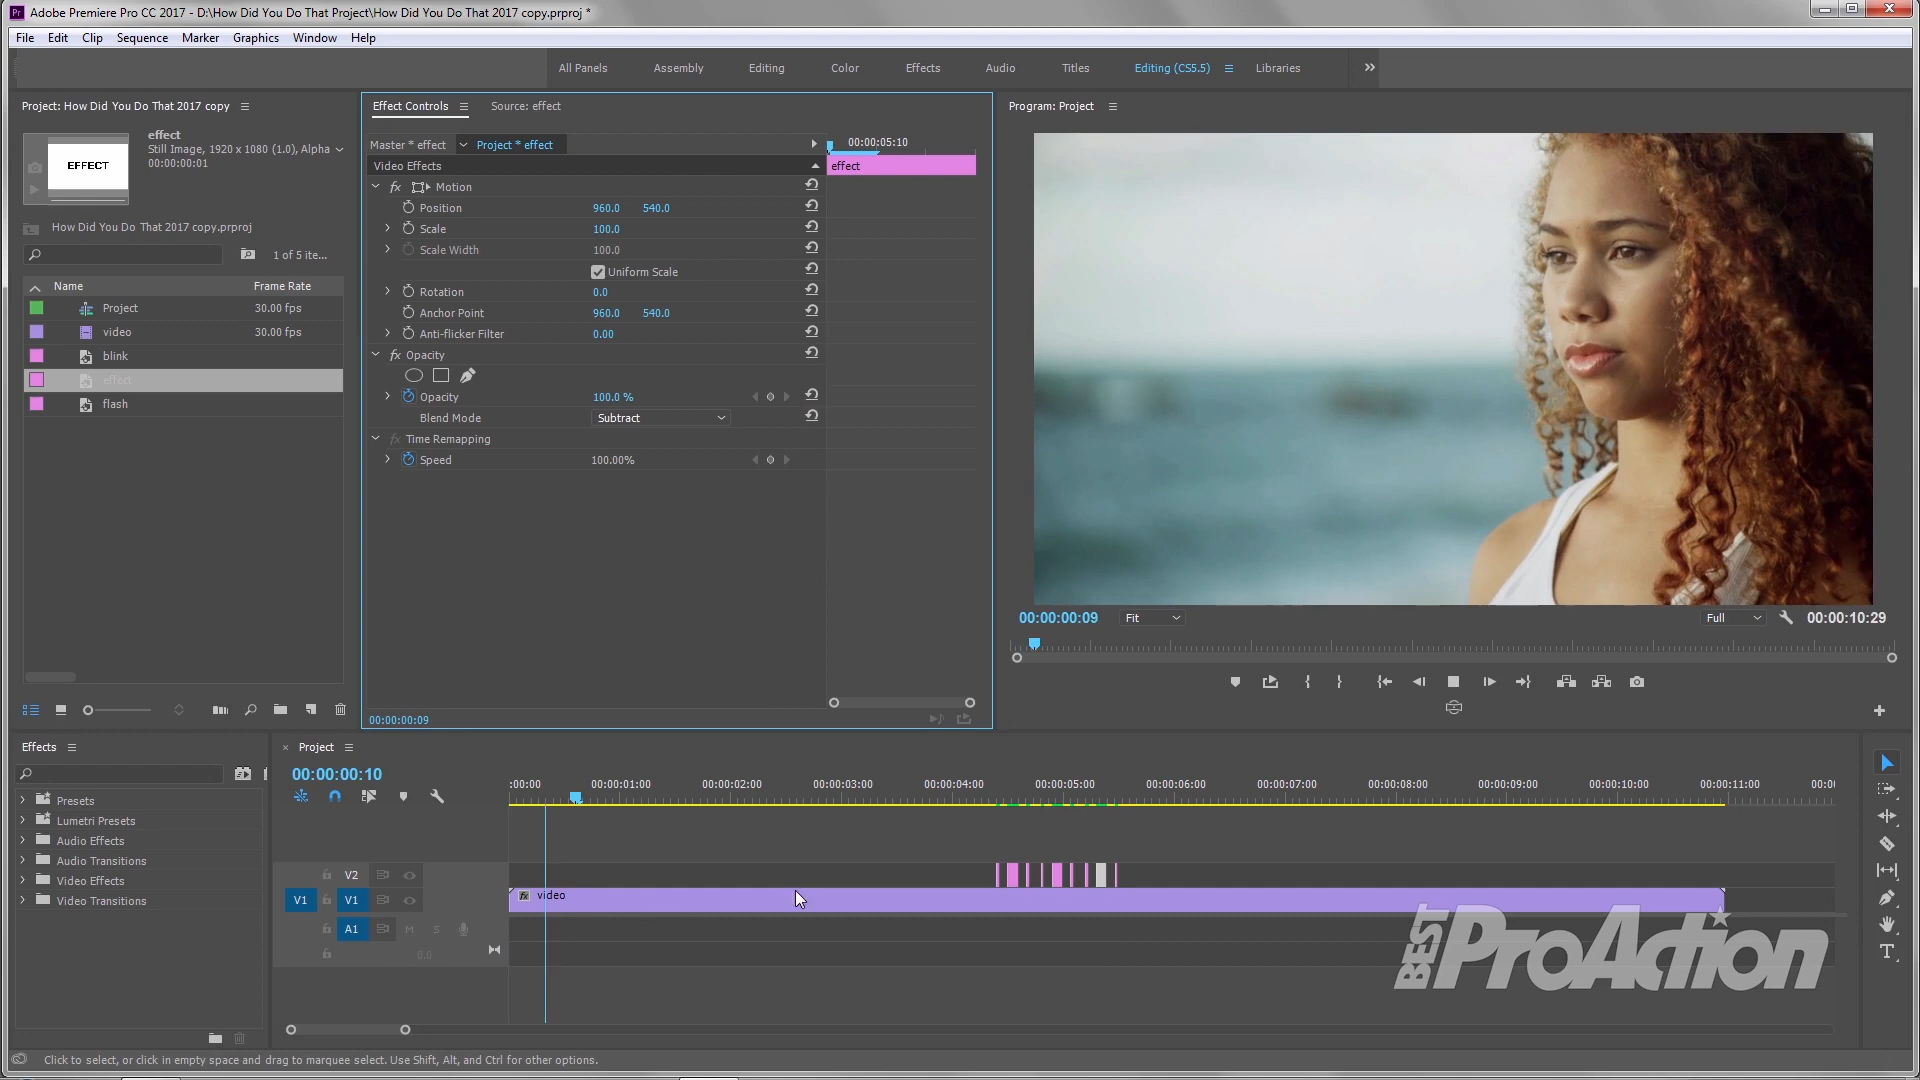 Adobe Premiere Pro CC 2017 - D:\How Did You Do That Project\How Did You Do That 2017 copy.prproj *
File Edit Clip Sequence Marker Graphics Window Help
All Panels Assembly Editing Color Effects Audio Titles Editing (CS5.5) Libraries
Project: How Did You Do That 2017 copy
effect
Still Image, 1920 x 1080 (1.0), Alpha
00:00:00:01
EFFECT
How Did You Do That 2017 copy.prproj
1 of 5 ite...
Name Frame Rate
Project 30.00 fps
video 30.00 fps
blink
effect
flash
Effect Controls Source: effect
Master * effect Project * effect 00:00:05:10
Video Effects effect
fx Motion
Position 960.0 540.0
Scale 100.0
Scale Width 100.0
Uniform Scale
Rotation 0.0
Anchor Point 960.0 540.0
Anti-flicker Filter 0.00
fx Opacity
Opacity 100.0 %
Blend Mode Subtract
fx Time Remapping
Speed 100.00%
00:00:00:09
Program: Project
00:00:00:09 Fit Full 00:00:10:29
Effects
Presets
Lumetri Presets
Audio Effects
Audio Transitions
Video Effects
Video Transitions
Project
00:00:00:10
:00:00 00:00:01:00 00:00:02:00 00:00:03:00 00:00:04:00 00:00:05:00 00:00:06:00 00:00:07:00 00:00:08:00 00:00:09:00 00:00:10:00 00:00:11:00 00:0
V2
V1 V1 fx video
A1 M S
0.0
BEST ProAction
Click to select, or click in empty space and drag to marquee select. Use Shift, Alt, and Ctrl for other options.